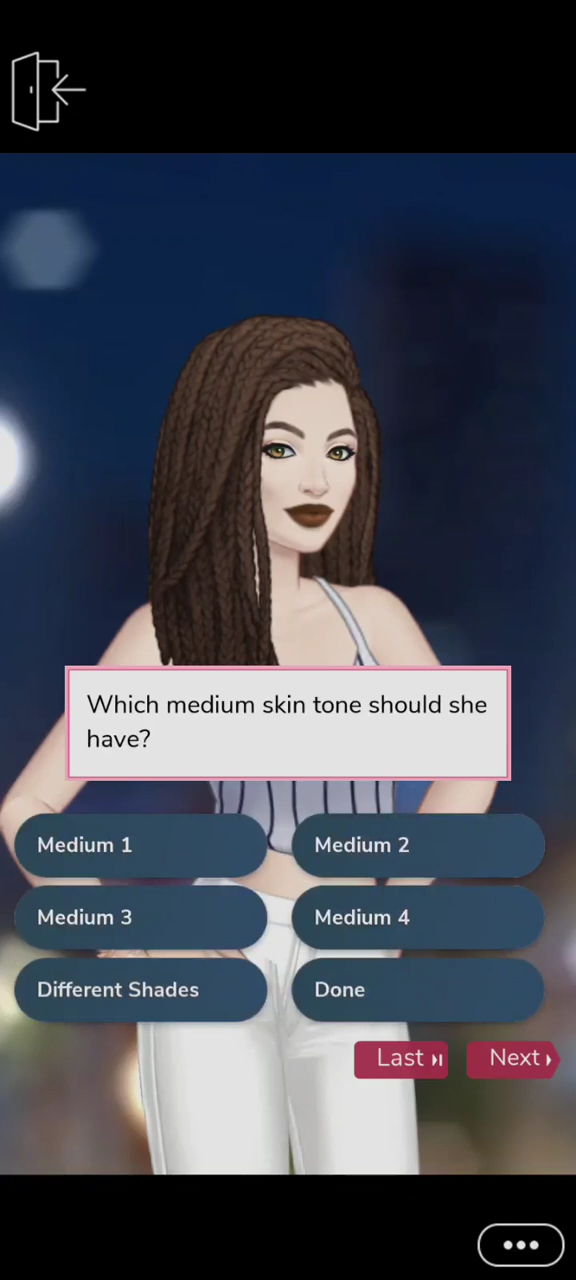 Which medium skin tone should she
have?
Medium 1
Medium 2
Medium 3
Medium 4
Different Shades
Done
Last
Next